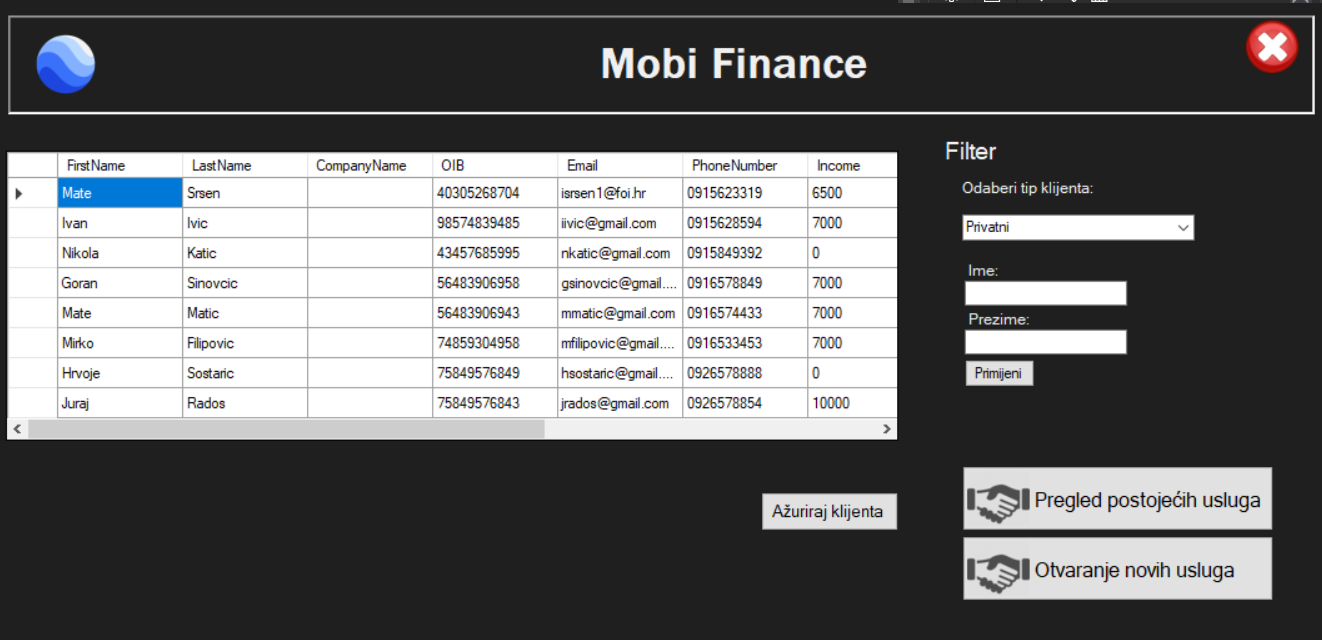 Mobi Finance
FirstName LastName CompanyName OIB Email PhoneNumber Income
Mate Srsen 40305268704 isrsen1@foi.hr 0915623319 6500
Ivan Ivic 98574839485 iivic@gmail.com 0915628594 7000
Nikola Katic 43457685995 nkatic@gmail.com 0915849392 0
Goran Sinovcic 56483906958 gsinovcic@gmail.... 0916578849 7000
Mate Matic 56483906943 mmatic@gmail.com 0916574433 7000
Mirko Filipovic 74859304958 mfilipovic@gmail.... 0916533453 7000
Hrvoje Sostaric 75849576849 hsostaric@gmail.... 0926578888 0
Juraj Rados 75849576843 jrados@gmail.com 0926578854 10000
Ažuriraj klijenta
Filter
Odaberi tip klijenta:
Privatni
Ime:
Prezime:
Primijeni
Pregled postojećih usluga
Otvaranje novih usluga